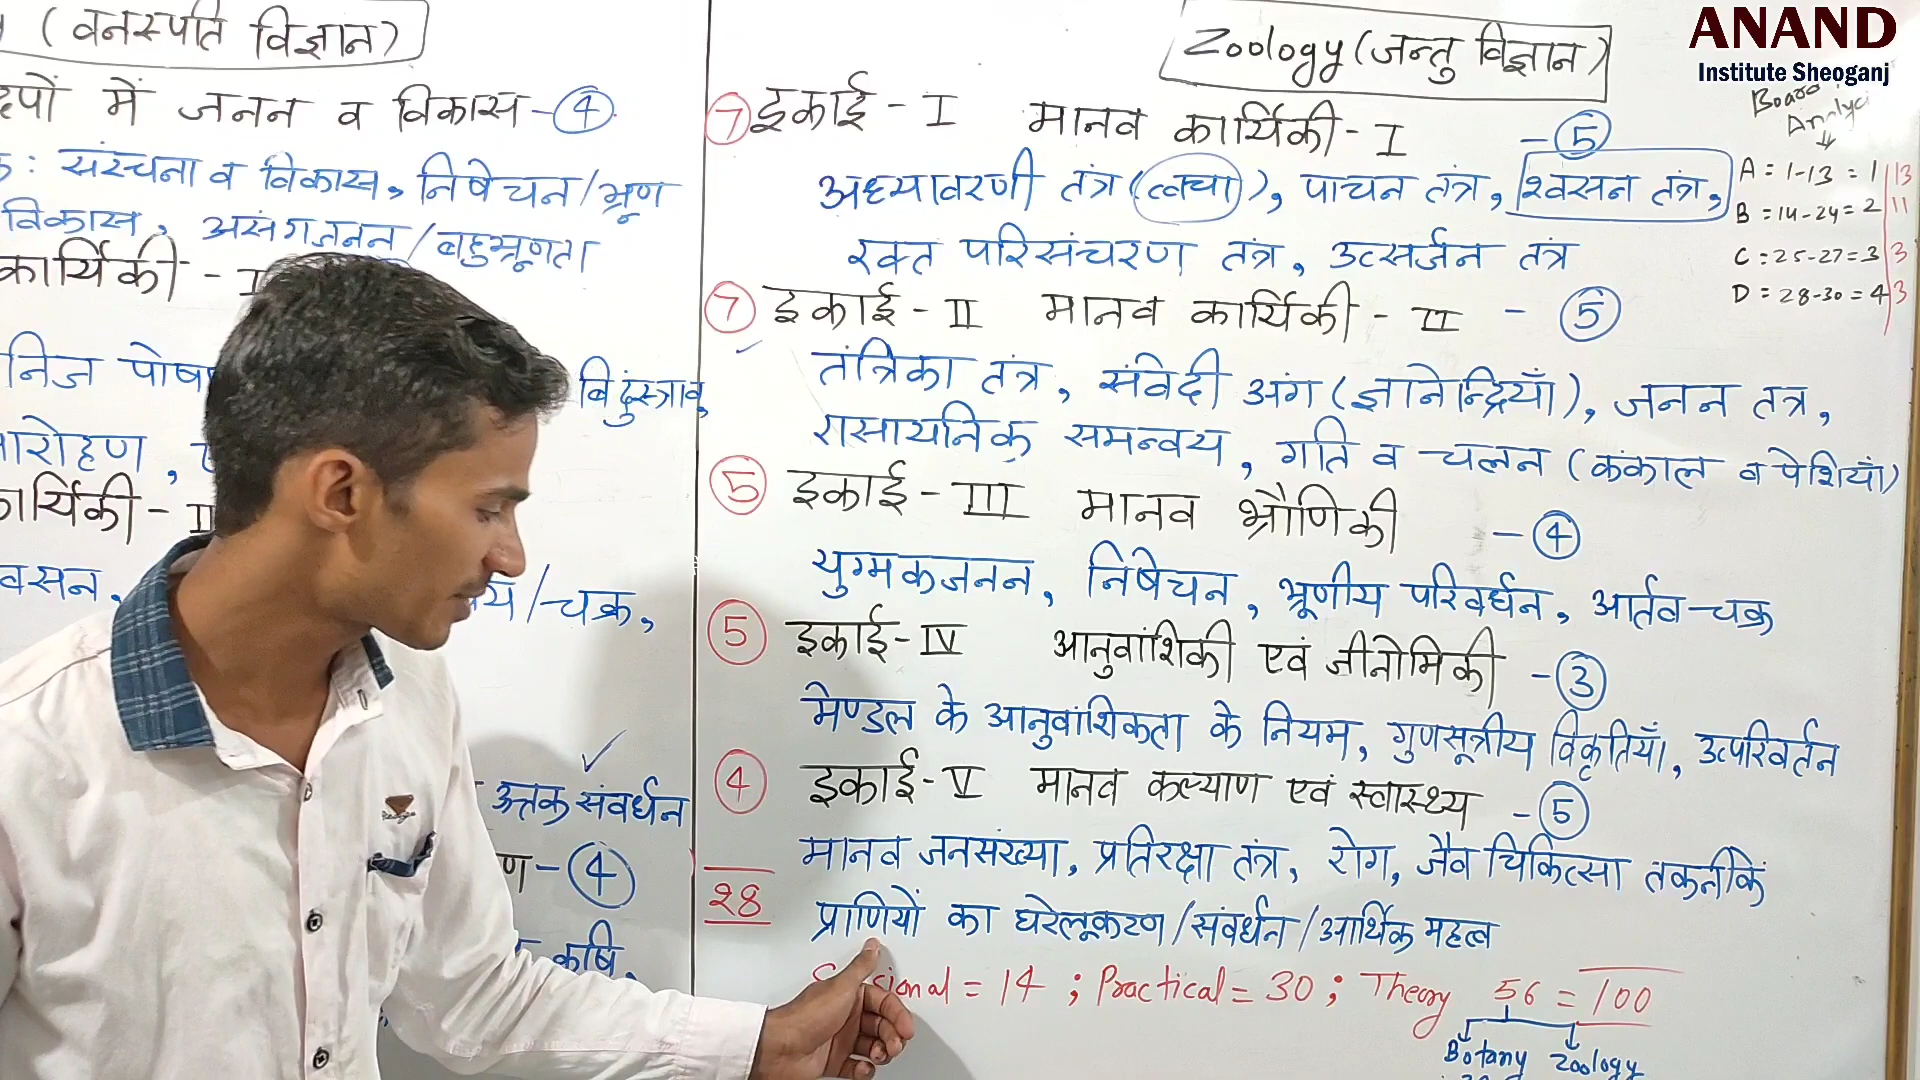 (वनस्पति विज्ञान)
में जनन व विकास-④
संरचना व विकास, निषेचन/भ्रूण
विकास, असंगजनन/बहुभ्रूणता
कार्यिकी - I
बिंदुस्त्राव,
कार्यिकी - II
/चक्र,
उत्तक संवर्धन
ण-④
कृषि,
Zoology (जन्तु विज्ञान)
⑦ इकाई - I मानव कार्यिकी - I - ⑤
अध्यावरणी तंत्र (त्वचा), पाचन तंत्र, श्वसन तंत्र,
रक्त परिसंचरण तंत्र, उत्सर्जन तंत्र
⑦ इकाई - II मानव कार्यिकी - II - ⑤
तंत्रिका तंत्र, संवेदी अंग (ज्ञानेन्द्रियाँ), जनन तंत्र,
रासायनिक समन्वय, गति व चलन (कंकाल व पेशियाँ)
⑤ इकाई - III मानव भ्रौणिकी - ④
युग्मकजनन, निषेचन, भ्रूणीय परिवर्धन, आर्तव-चक्र
⑤ इकाई - IV आनुवांशिकी एवं जीनोमिकी - ③
मेण्डल के आनुवांशिकता के नियम, गुणसूत्रीय विकृतियाँ, उत्परिवर्तन
④ इकाई - V मानव कल्याण एवं स्वास्थ्य - ⑤
मानव जनसंख्या, प्रतिरक्षा तंत्र, रोग, जैव चिकित्सा तकनीकें
28
प्राणियों का घरेलूकरण/संवर्धन/आर्थिक महत्व
= 14 ; Practical = 30 ; Theory 56 = 100
Botany Zoology
ANAND
Institute Sheoganj
Board
A = 1-13 = 1 | 13
B = 14-24 = 2 | 11
C : 25-27 = 3 | 3
D = 28-30 = 4 | 3